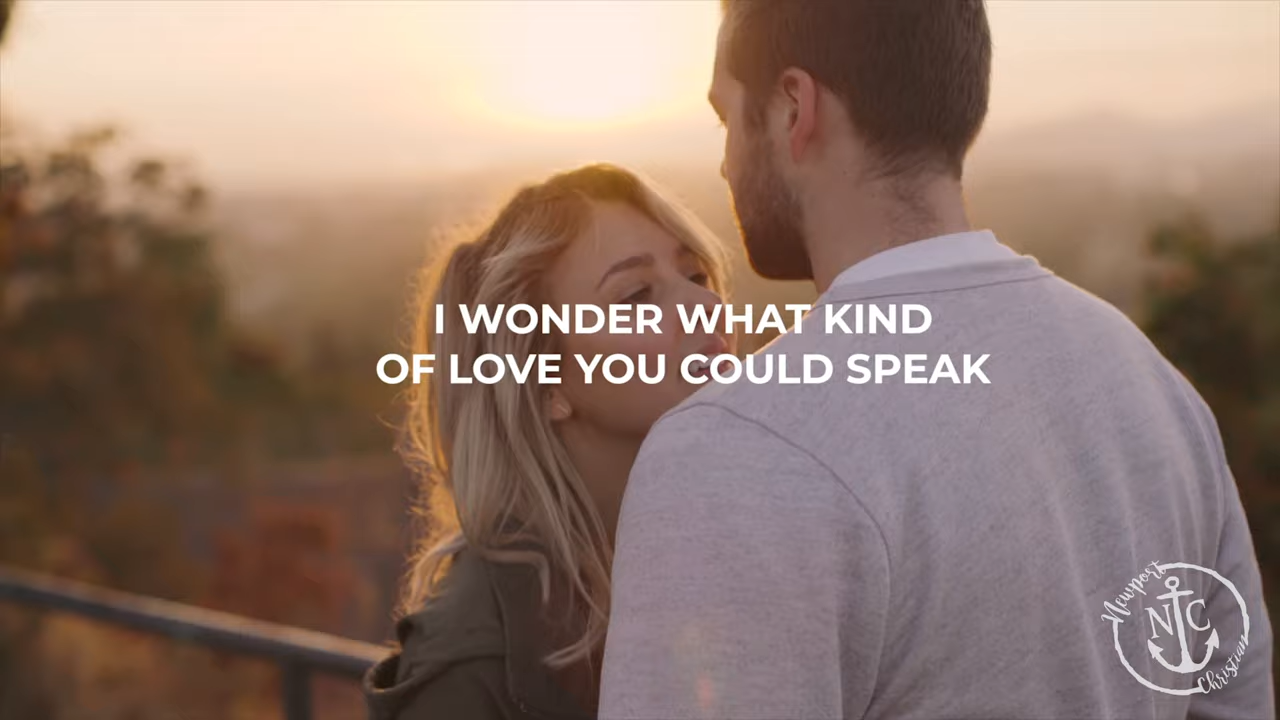 I WONDER WHAT KIND
OF LOVE YOU COULD SPEAK
Newport
NC
Christian